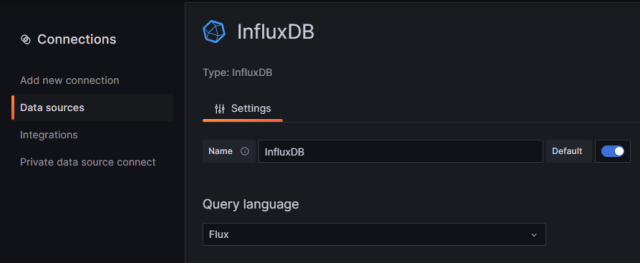 Connections
Add new connection
Data sources
Integrations
Private data source connect
InfluxDB
Type: InfluxDB
Settings
Name InfluxDB Default
Query language
Flux